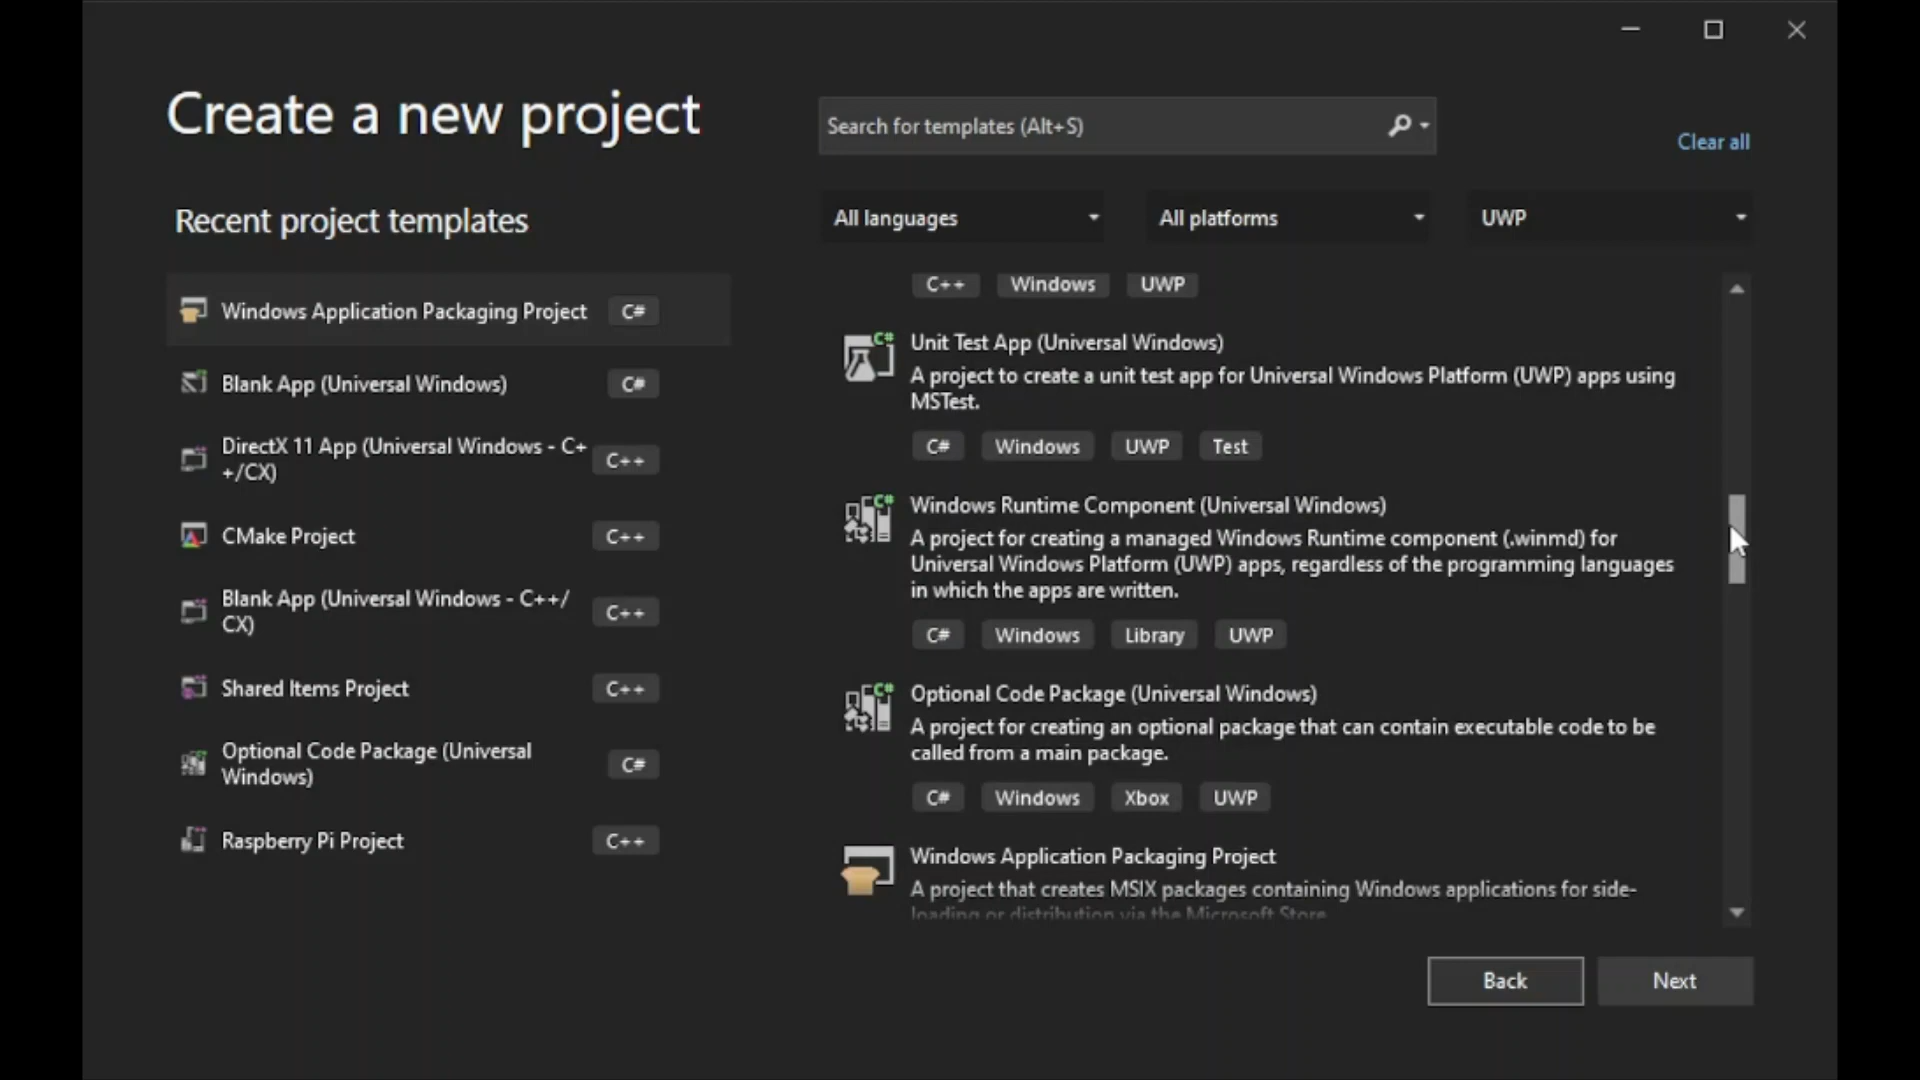 Create a new project
Search for templates (Alt+S)
Clear all
Recent project templates
All languages
All platforms
UWP
Windows Application Packaging Project
C#
Blank App (Universal Windows)
C#
DirectX 11 App (Universal Windows - C+
+/CX)
C++
CMake Project
C++
Blank App (Universal Windows - C++/
CX)
C++
Shared Items Project
C++
Optional Code Package (Universal
Windows)
C#
Raspberry Pi Project
C++
C++ Windows UWP
C#
Unit Test App (Universal Windows)
A project to create a unit test app for Universal Windows Platform (UWP) apps using
MSTest.
C# Windows UWP Test
C#
Windows Runtime Component (Universal Windows)
A project for creating a managed Windows Runtime component (.winmd) for
Universal Windows Platform (UWP) apps, regardless of the programming languages
in which the apps are written.
C# Windows Library UWP
C#
Optional Code Package (Universal Windows)
A project for creating an optional package that can contain executable code to be
called from a main package.
C# Windows Xbox UWP
Windows Application Packaging Project
A project that creates MSIX packages containing Windows applications for side-
loading or distribution via the Microsoft Store
Back
Next